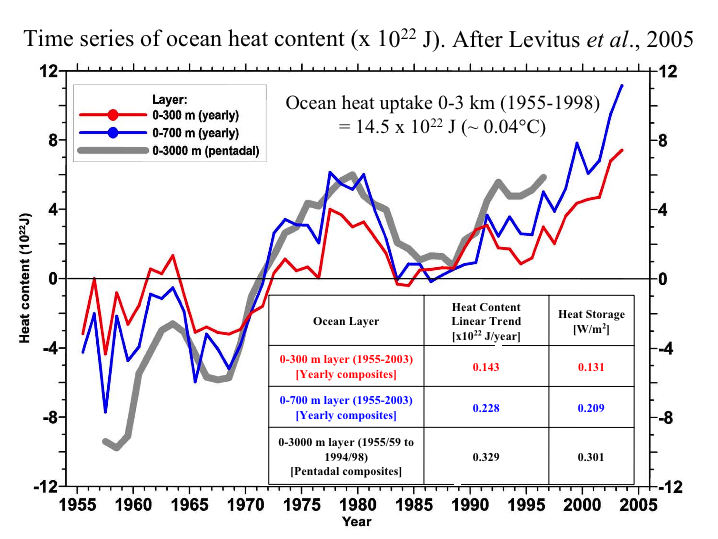 Time series of ocean heat content (x 10²² J). After Levitus et al., 2005
Layer:
0-300 m (yearly)
0-700 m (yearly)
0-3000 m (pentadal)
Ocean heat uptake 0-3 km (1955-1998)
= 14.5 x 10²² J (~ 0.04°C)
12
8
4
0
-4
-8
-12
Heat content (10²²J)
12
8
4
0
-4
-8
-12
Ocean Layer
Heat Content
Linear Trend
[x10²² J/year]
Heat Storage
[W/m²]
0-300 m layer (1955-2003)
[Yearly composites]
0.143
0.131
0-700 m layer (1955-2003)
[Yearly composites]
0.228
0.209
0-3000 m layer (1955/59 to
1994/98)
[Pentadal composites]
0.329
0.301
1955 1960 1965 1970 1975 1980 1985 1990 1995 2000 2005
Year